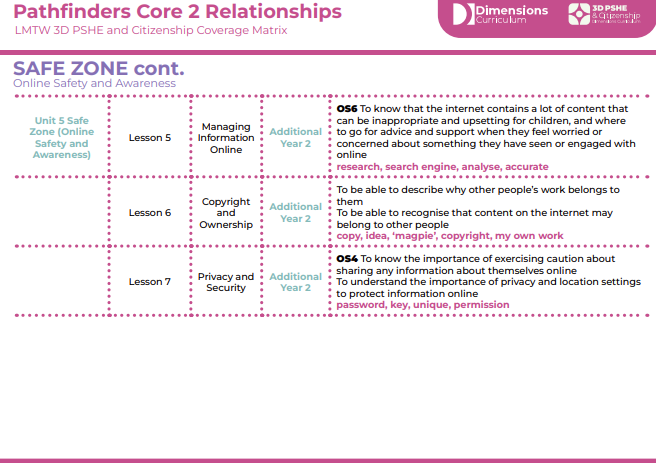 Pathfinders Core 2 Relationships
LMTW 3D PSHE and Citizenship Coverage Matrix
Dimensions
Curriculum
3D PSHE
& Citizenship
SAFE ZONE cont.
Online Safety and Awareness
Unit 5 Safe
Zone (Online
Safety and
Awareness)
Lesson 5
Managing
Information
Online
Additional
Year 2
OS6 To know that the internet contains a lot of content that
can be inappropriate and upsetting for children, and where
to go for advice and support when they feel worried or
concerned about something they have seen or engaged with
online
research, search engine, analyse, accurate
Lesson 6
Copyright
and
Ownership
Additional
Year 2
To be able to describe why other people’s work belongs to
them
To be able to recognise that content on the internet may
belong to other people
copy, idea, ‘magpie’, copyright, my own work
Lesson 7
Privacy and
Security
Additional
Year 2
OS4 To know the importance of exercising caution about
sharing any information about themselves online
To understand the importance of privacy and location settings
to protect information online
password, key, unique, permission